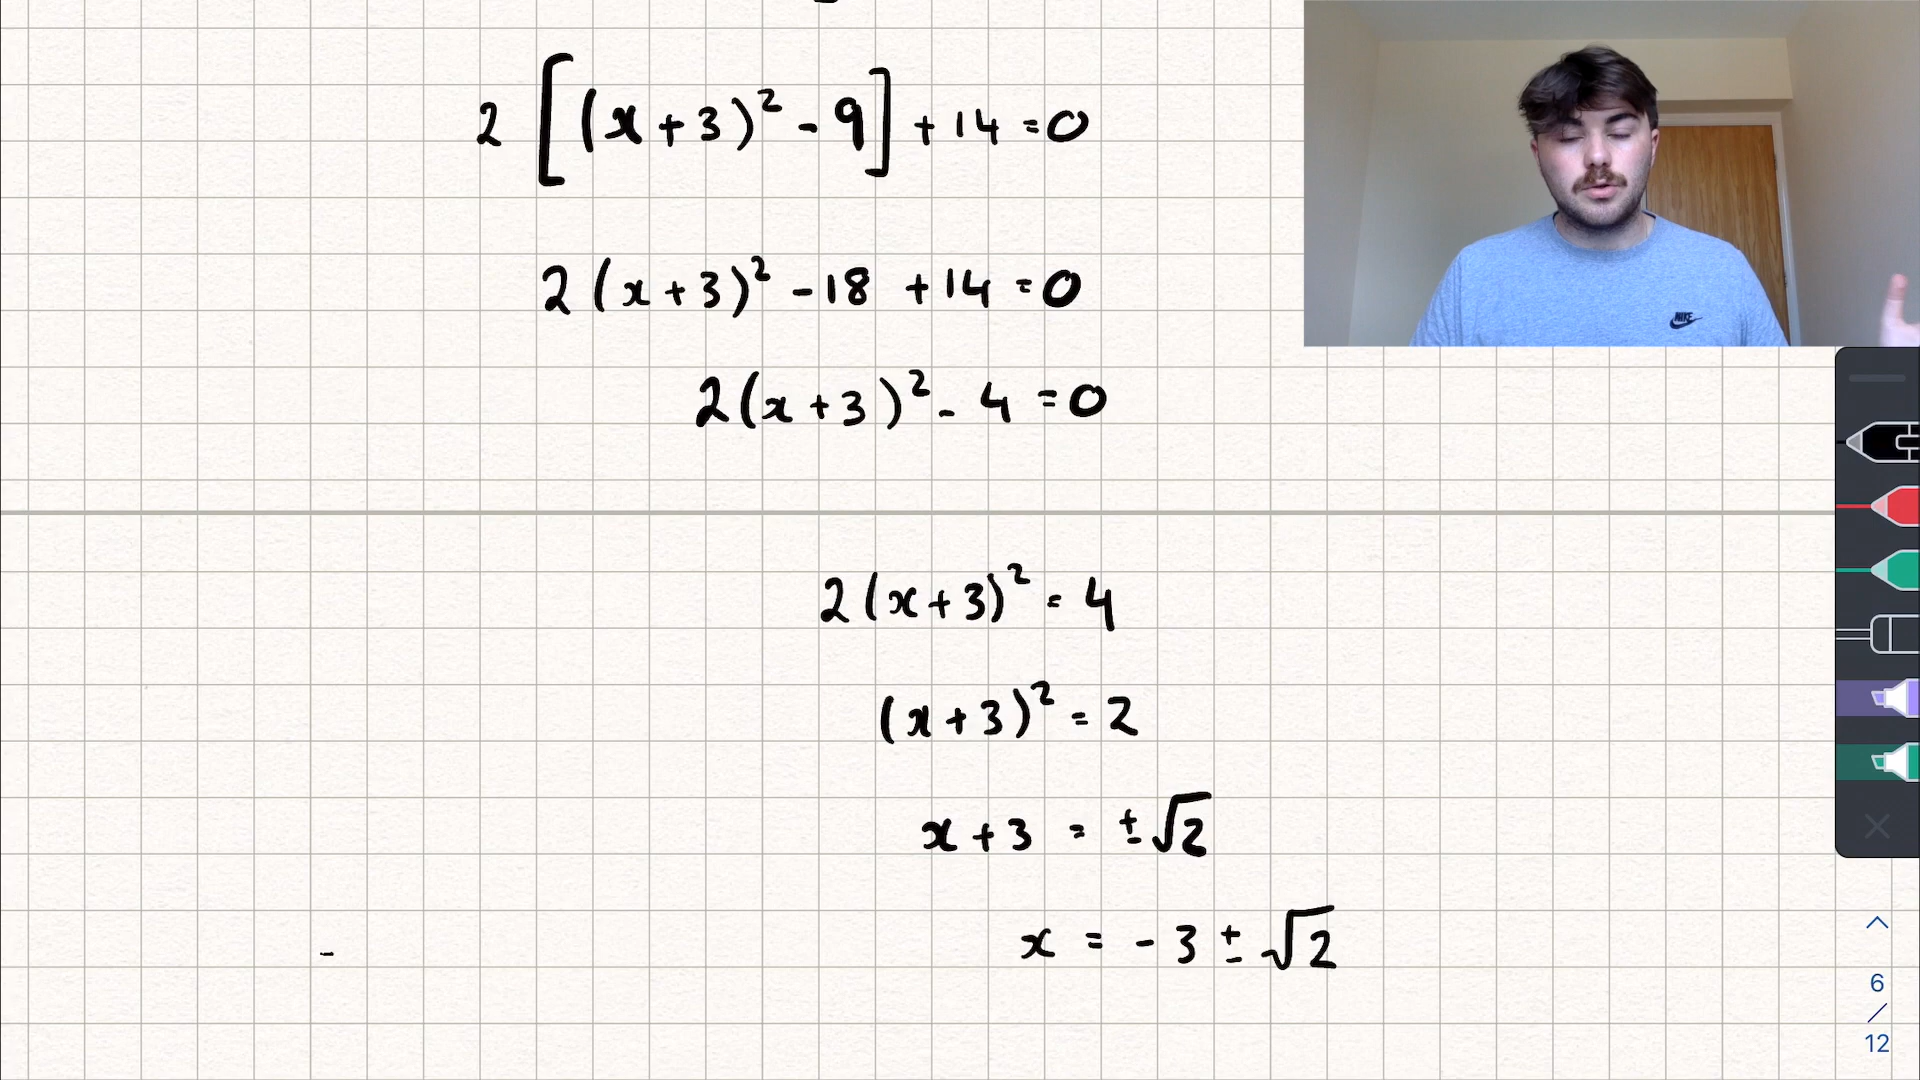 2 [(x+3)² - 9] + 14 = 0
2(x+3)² - 18 + 14 = 0
2(x+3)² - 4 = 0
2(x+3)² = 4
(x+3)² = 2
x + 3 = ±√2
x = -3 ± √2
NIKE
6
/
12